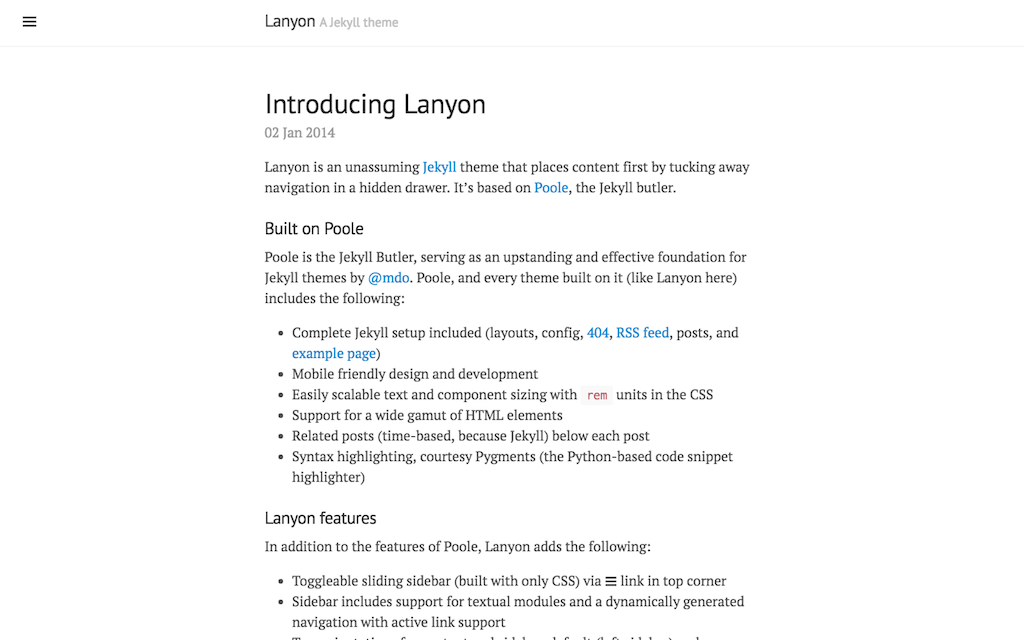 Lanyon A Jekyll theme
Introducing Lanyon
02 Jan 2014
Lanyon is an unassuming Jekyll theme that places content first by tucking away
navigation in a hidden drawer. It’s based on Poole, the Jekyll butler.
Built on Poole
Poole is the Jekyll Butler, serving as an upstanding and effective foundation for
Jekyll themes by @mdo. Poole, and every theme built on it (like Lanyon here)
includes the following:
• Complete Jekyll setup included (layouts, config, 404, RSS feed, posts, and
example page)
• Mobile friendly design and development
• Easily scalable text and component sizing with rem units in the CSS
• Support for a wide gamut of HTML elements
• Related posts (time-based, because Jekyll) below each post
• Syntax highlighting, courtesy Pygments (the Python-based code snippet
highlighter)
Lanyon features
In addition to the features of Poole, Lanyon adds the following:
• Toggleable sliding sidebar (built with only CSS) via ☰ link in top corner
• Sidebar includes support for textual modules and a dynamically generated
navigation with active link support